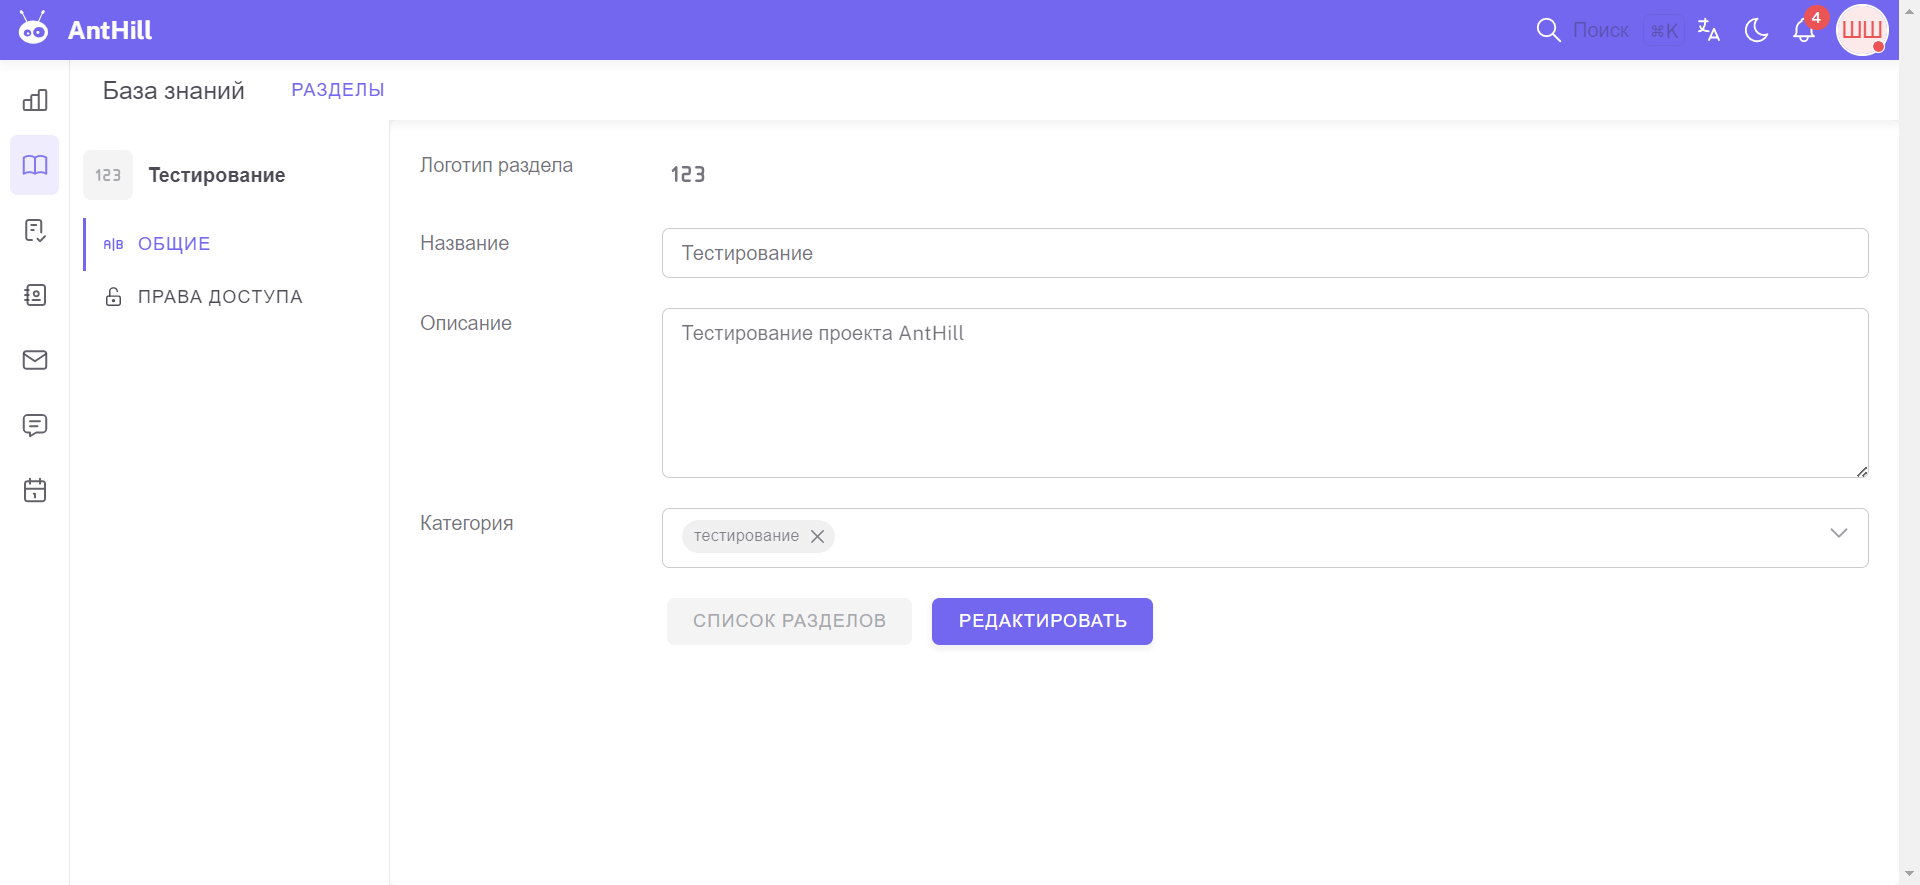 AntHill
Поиск ⌘K
4
ШШ
База знаний
РАЗДЕЛЫ
123
Тестирование
A|B ОБЩИЕ
ПРАВА ДОСТУПА
Логотип раздела
123
Название
Тестирование
Описание
Тестирование проекта AntHill
Категория
тестирование
СПИСОК РАЗДЕЛОВ
РЕДАКТИРОВАТЬ